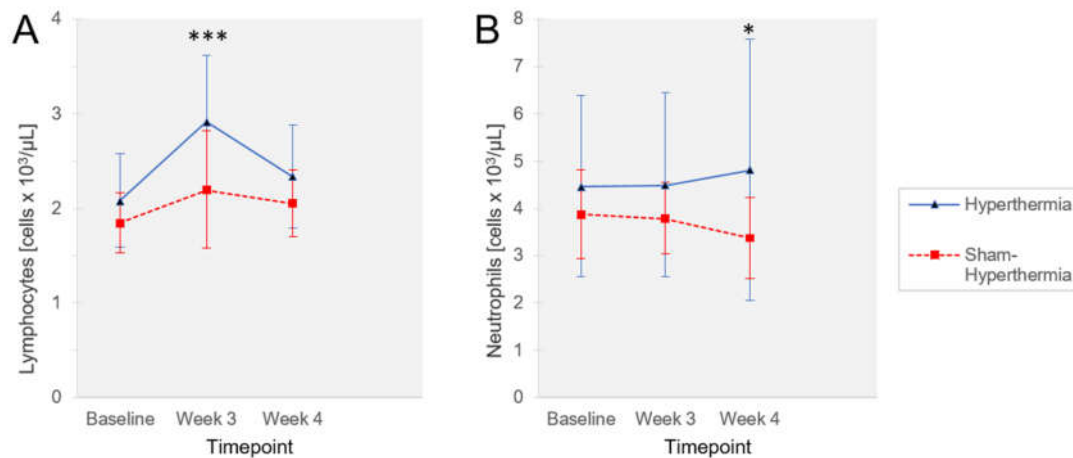 A
Lymphocytes [cells x 10³/µL]
4
3
2
1
0
***
Baseline
Week 3
Week 4
Timepoint
B
Neutrophils [cells x 10³/µL]
8
7
6
5
4
3
2
1
0
*
Baseline
Week 3
Week 4
Timepoint
Hyperthermia
Sham-
Hyperthermia